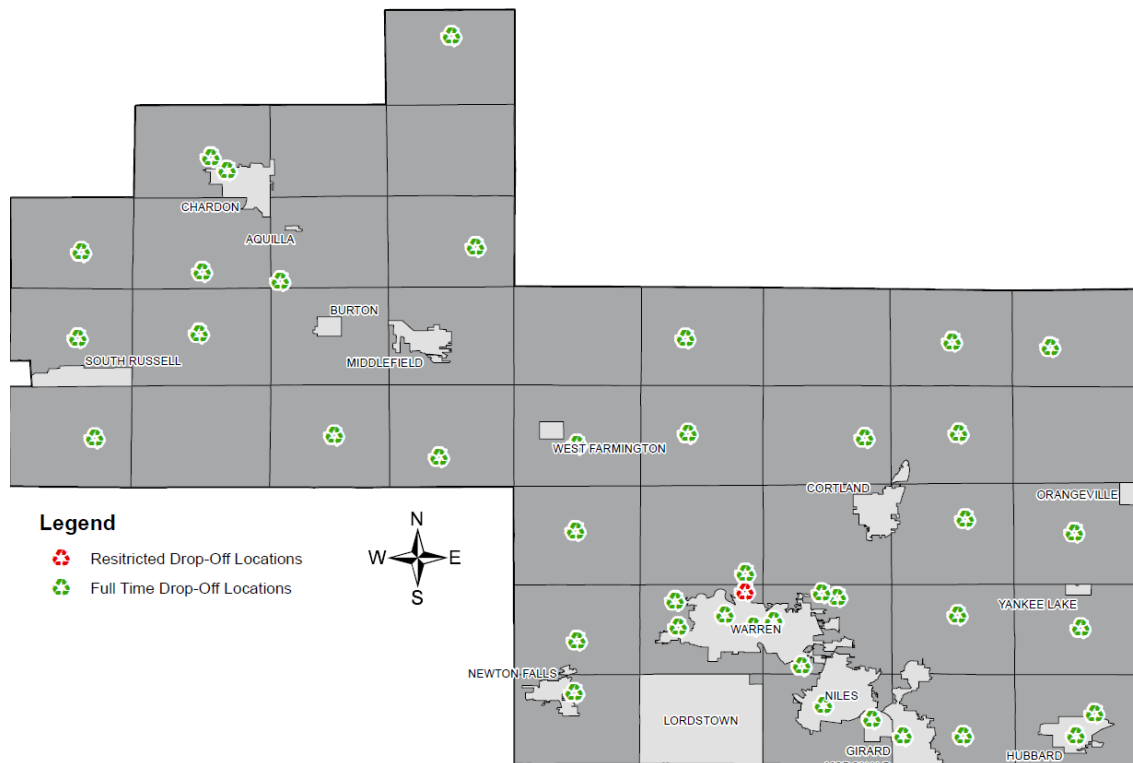 CHARDON
AQUILLA
BURTON
SOUTH RUSSELL
MIDDLEFIELD
WEST FARMINGTON
CORTLAND
ORANGEVILLE
Legend
Resitricted Drop-Off Locations
Full Time Drop-Off Locations
N
W E
S
YANKEE LAKE
WARREN
NEWTON FALLS
NILES
LORDSTOWN
GIRARD
HUBBARD